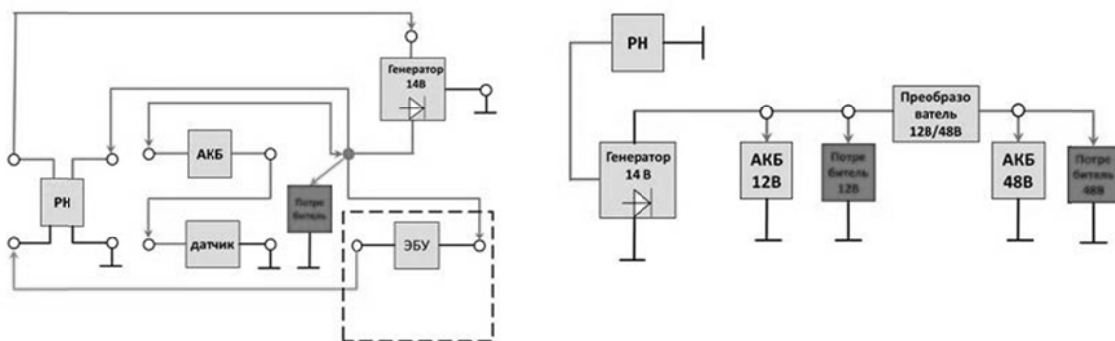 Генератор
14В
АКБ
РН
Потре
битель
датчик
ЭБУ
РН
Преобразо
ватель
12В/48В
Генератор
14 В
АКБ
12В
Потре
битель
12В
АКБ
48В
Потре
битель
48В